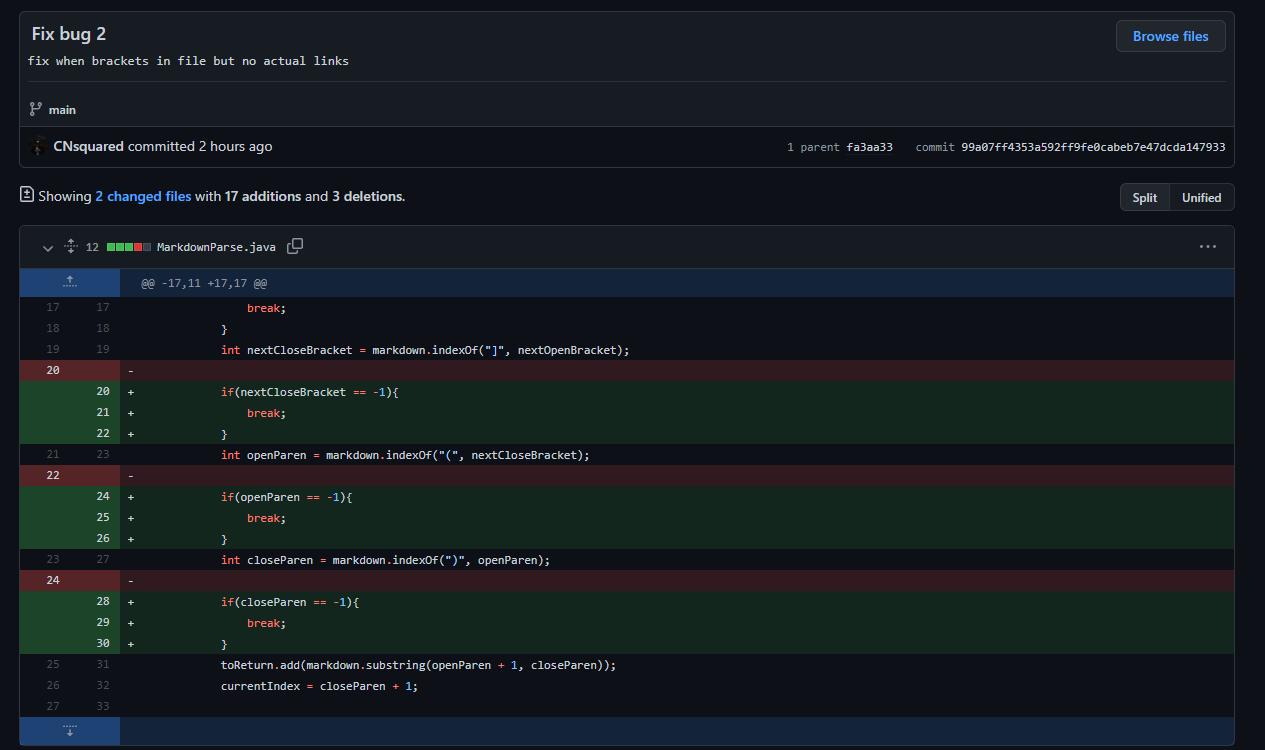 Fix bug 2
Browse files
fix when brackets in file but no actual links
main
CNsquared committed 2 hours ago 1 parent fa3aa33 commit 99a07ff4353a592ff9fe0cabeb7e47dcda147933
Showing 2 changed files with 17 additions and 3 deletions. Split Unified
12 MarkdownParse.java ...
@@ -17,11 +17,17 @@
17 17 break;
18 18 }
19 19 int nextCloseBracket = markdown.indexOf("]", nextOpenBracket);
20 -
20 + if(nextCloseBracket == -1){
21 + break;
22 + }
21 23 int openParen = markdown.indexOf("(", nextCloseBracket);
22 -
24 + if(openParen == -1){
25 + break;
26 + }
23 27 int closeParen = markdown.indexOf(")", openParen);
24 -
28 + if(closeParen == -1){
29 + break;
30 + }
25 31 toReturn.add(markdown.substring(openParen + 1, closeParen));
26 32 currentIndex = closeParen + 1;
27 33